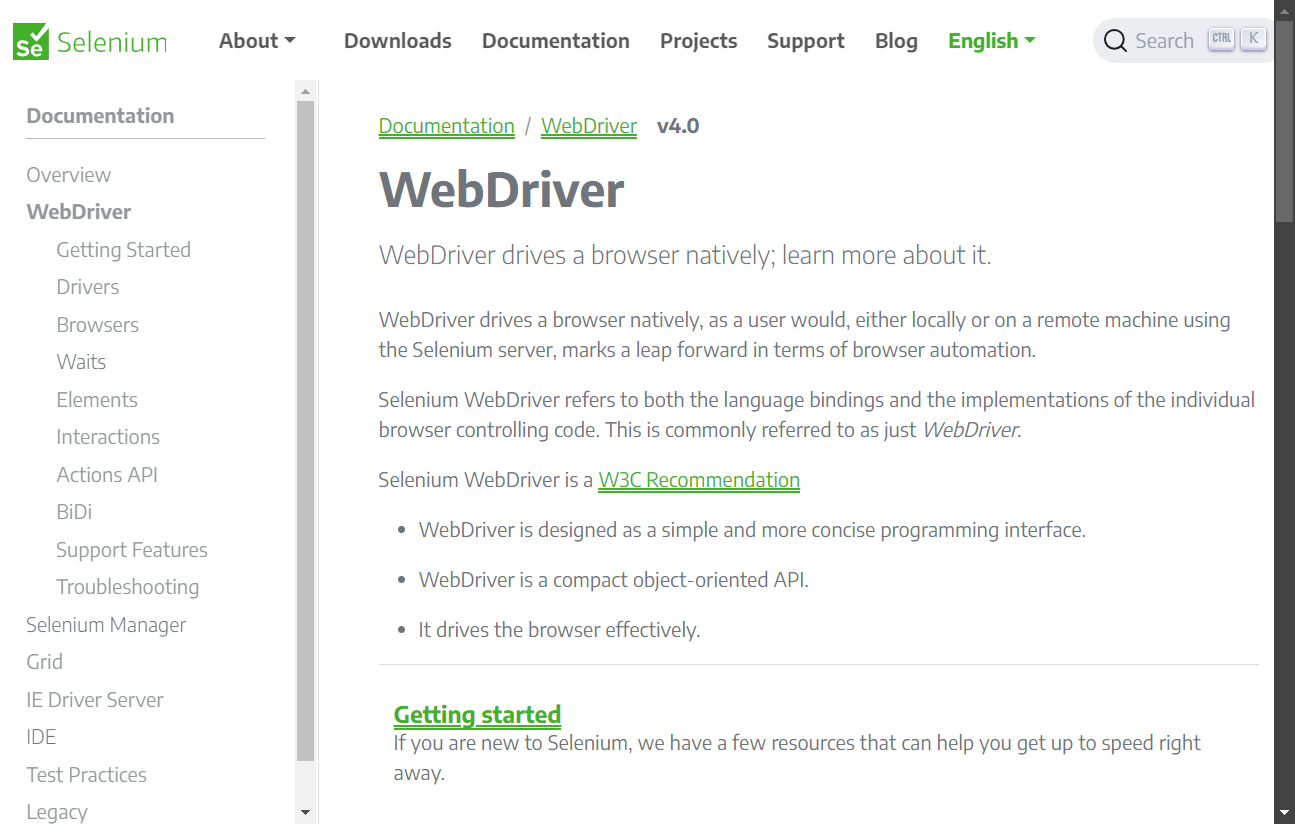 Se Selenium About Downloads Documentation Projects Support Blog English Search CTRL K
Documentation
Overview
WebDriver
Getting Started
Drivers
Browsers
Waits
Elements
Interactions
Actions API
BiDi
Support Features
Troubleshooting
Selenium Manager
Grid
IE Driver Server
IDE
Test Practices
Legacy
Documentation / WebDriver v4.0
WebDriver
WebDriver drives a browser natively; learn more about it.
WebDriver drives a browser natively, as a user would, either locally or on a remote machine using
the Selenium server, marks a leap forward in terms of browser automation.
Selenium WebDriver refers to both the language bindings and the implementations of the individual
browser controlling code. This is commonly referred to as just WebDriver.
Selenium WebDriver is a W3C Recommendation
• WebDriver is designed as a simple and more concise programming interface.
• WebDriver is a compact object-oriented API.
• It drives the browser effectively.
Getting started
If you are new to Selenium, we have a few resources that can help you get up to speed right
away.